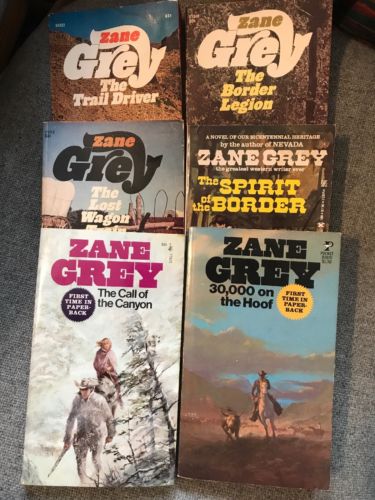 zane
Grey
The
Trail Driver
zane
Grey
The
Border
Legion
zane
Grey
The
Lost
Wagon
A NOVEL OF OUR BICENTENNIAL HERITAGE
by the author of NEVADA
ZANE GREY
the greatest western writer ever
The SPIRIT
of the BORDER
ZANE
GREY
FIRST
TIME IN
PAPER-
BACK
The Call of
the Canyon
ZANE
GREY
POCKET
30,000 on
the Hoof
FIRST
TIME IN
PAPER-
BACK